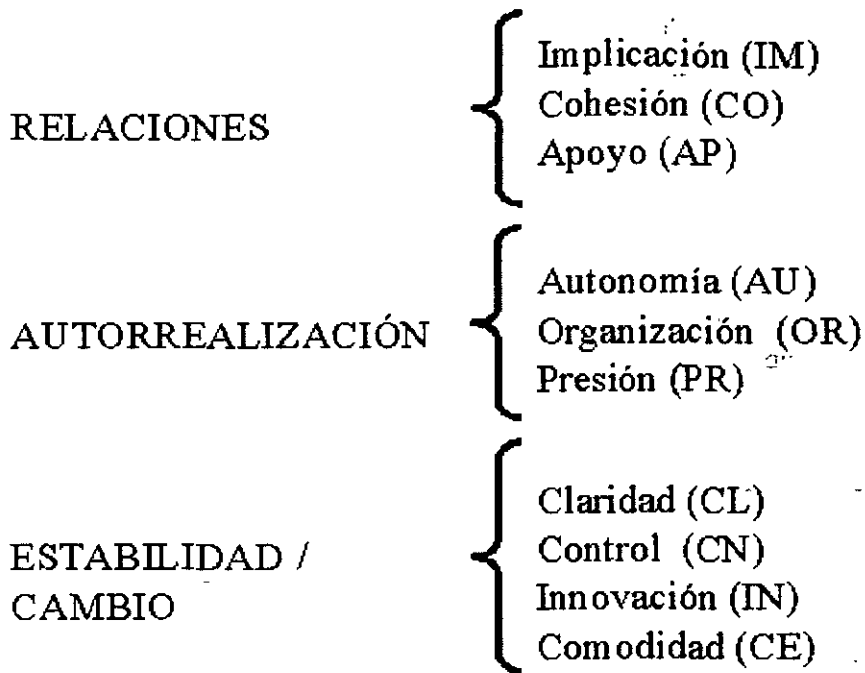 RELACIONES
Implicación (IM)
Cohesión (CO)
Apoyo (AP)
AUTORREALIZACIÓN
Autonomía (AU)
Organización (OR)
Presión (PR)
ESTABILIDAD /
CAMBIO
Claridad (CL)
Control (CN)
Innovación (IN)
Comodidad (CE)